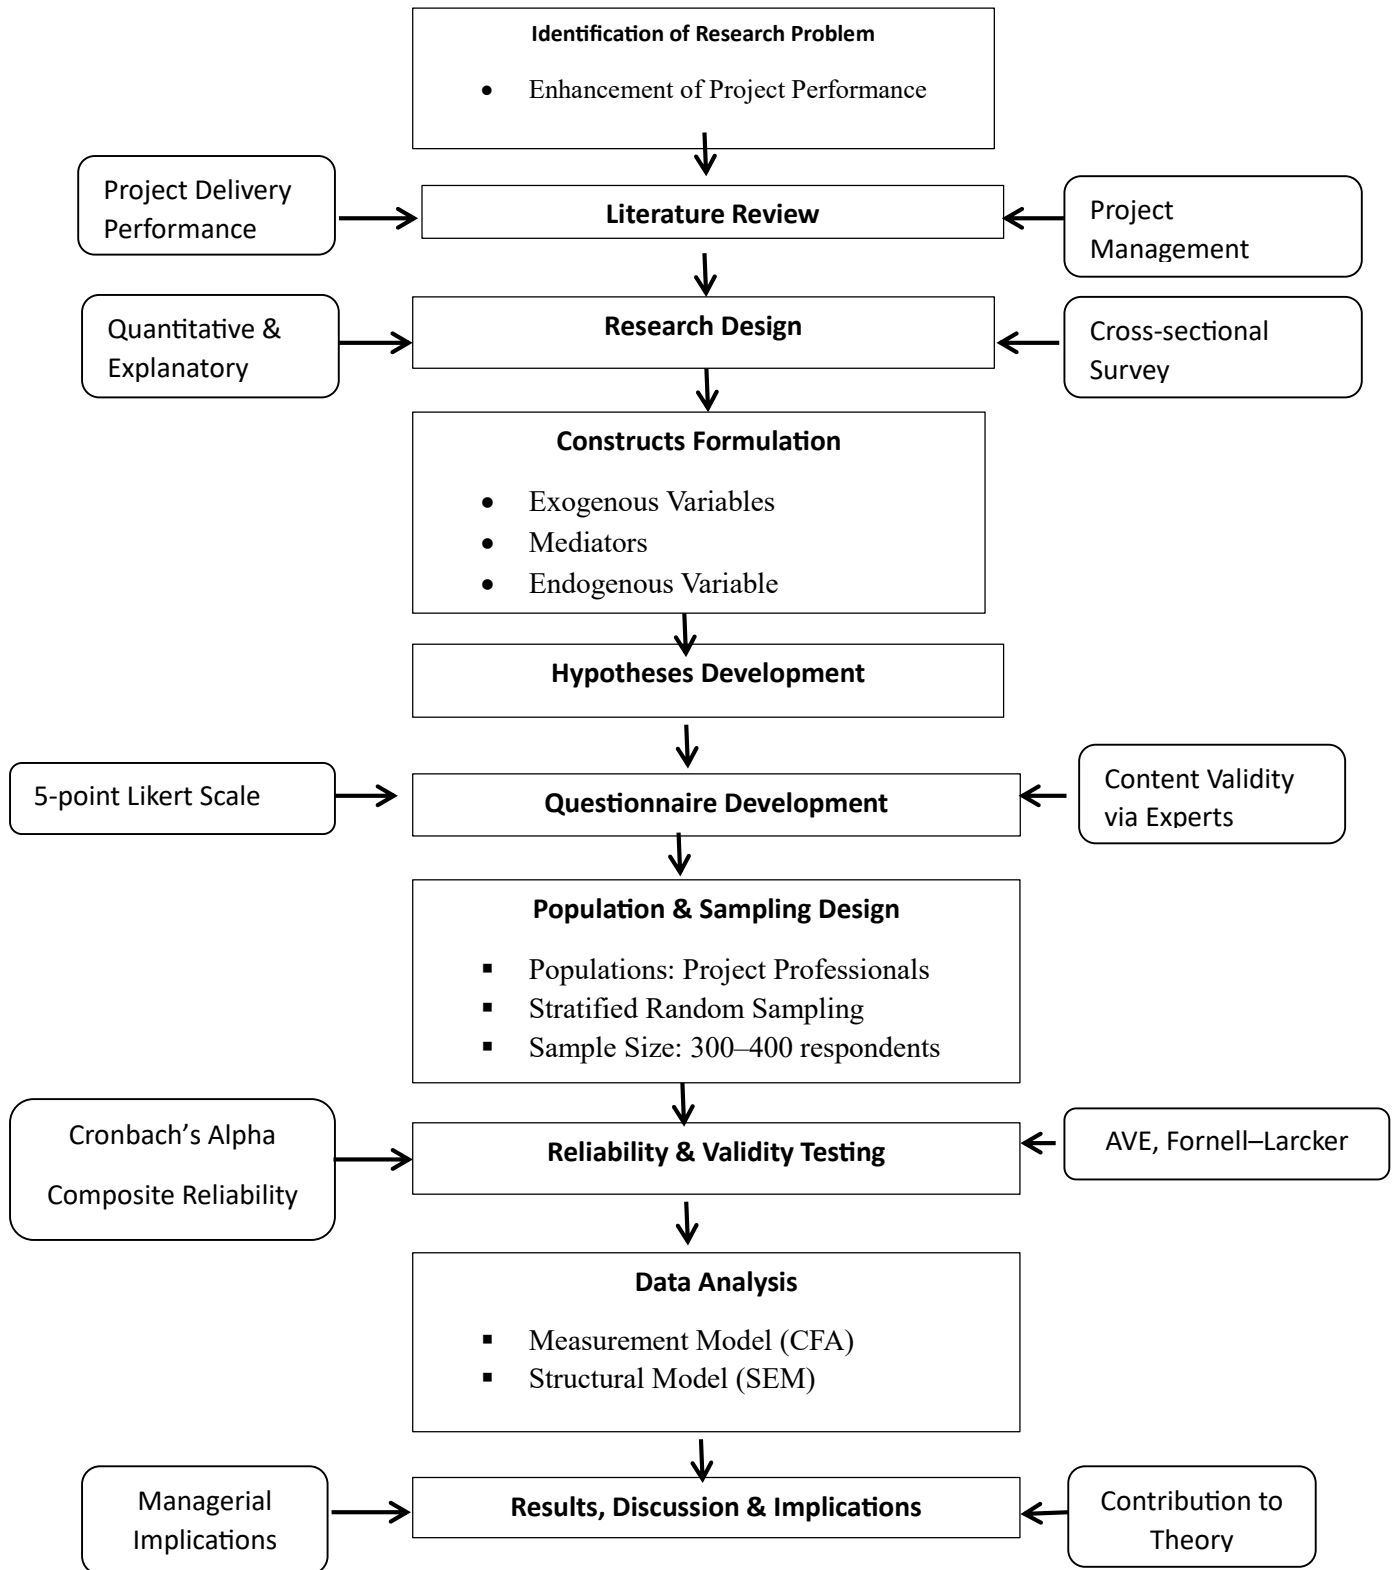 Identification of Research Problem
• Enhancement of Project Performance
Project Delivery
Performance
Literature Review
Project
Management
Quantitative &
Explanatory
Research Design
Cross-sectional
Survey
Constructs Formulation
• Exogenous Variables
• Mediators
• Endogenous Variable
Hypotheses Development
5-point Likert Scale
Questionnaire Development
Content Validity
via Experts
Population & Sampling Design
▪ Populations: Project Professionals
▪ Stratified Random Sampling
▪ Sample Size: 300–400 respondents
Cronbach’s Alpha
Composite Reliability
Reliability & Validity Testing
AVE, Fornell–Larcker
Data Analysis
▪ Measurement Model (CFA)
▪ Structural Model (SEM)
Managerial
Implications
Results, Discussion & Implications
Contribution to
Theory